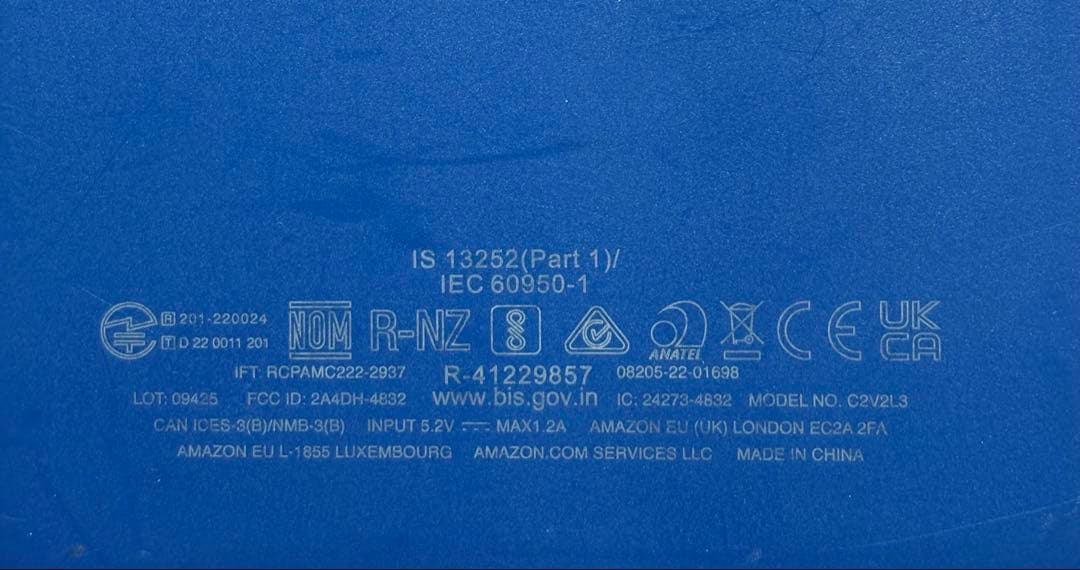 IS 13252(Part 1)/
IEC 60950-1
R 201-220024
T D 22 0011 201
NOM R-NZ ANATEL CE UK CA
IFT: RCPAMC222-2937 R-41229857 08205-22-01698
LOT: 09425 FCC ID: 2A4DH-4832 www.bis.gov.in IC: 24273-4832 MODEL NO. C2V2L3
CAN ICES-3(B)/NMB-3(B) INPUT 5.2V MAX1.2A AMAZON EU (UK) LONDON EC2A 2FA
AMAZON EU L-1855 LUXEMBOURG AMAZON.COM SERVICES LLC MADE IN CHINA